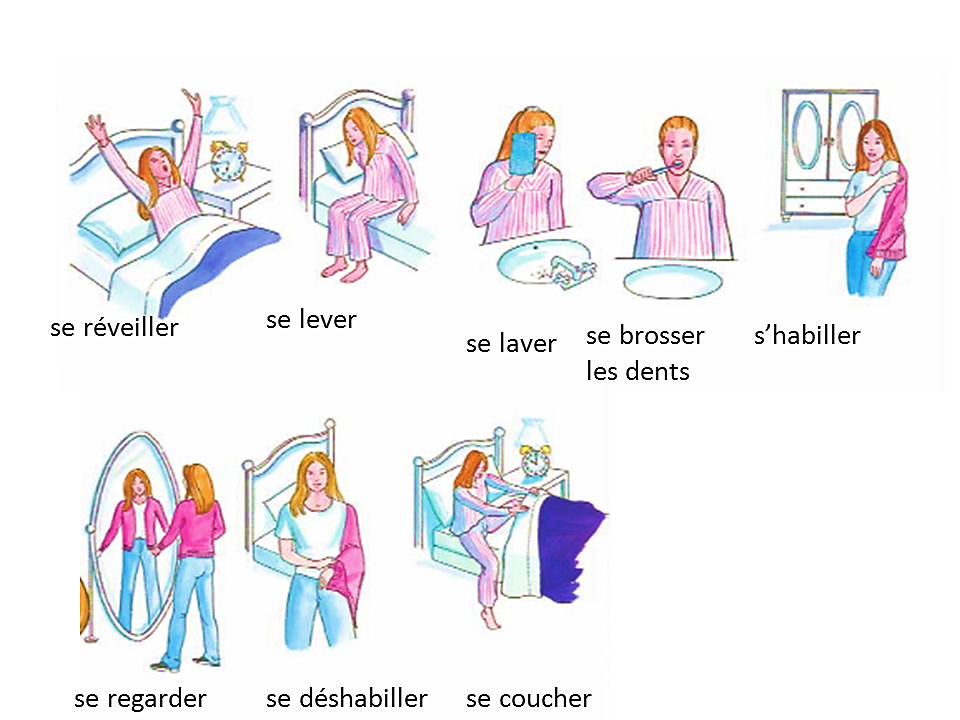 se réveiller
se lever
se laver
se brosser
les dents
s’habiller
se regarder
se déshabiller
se coucher